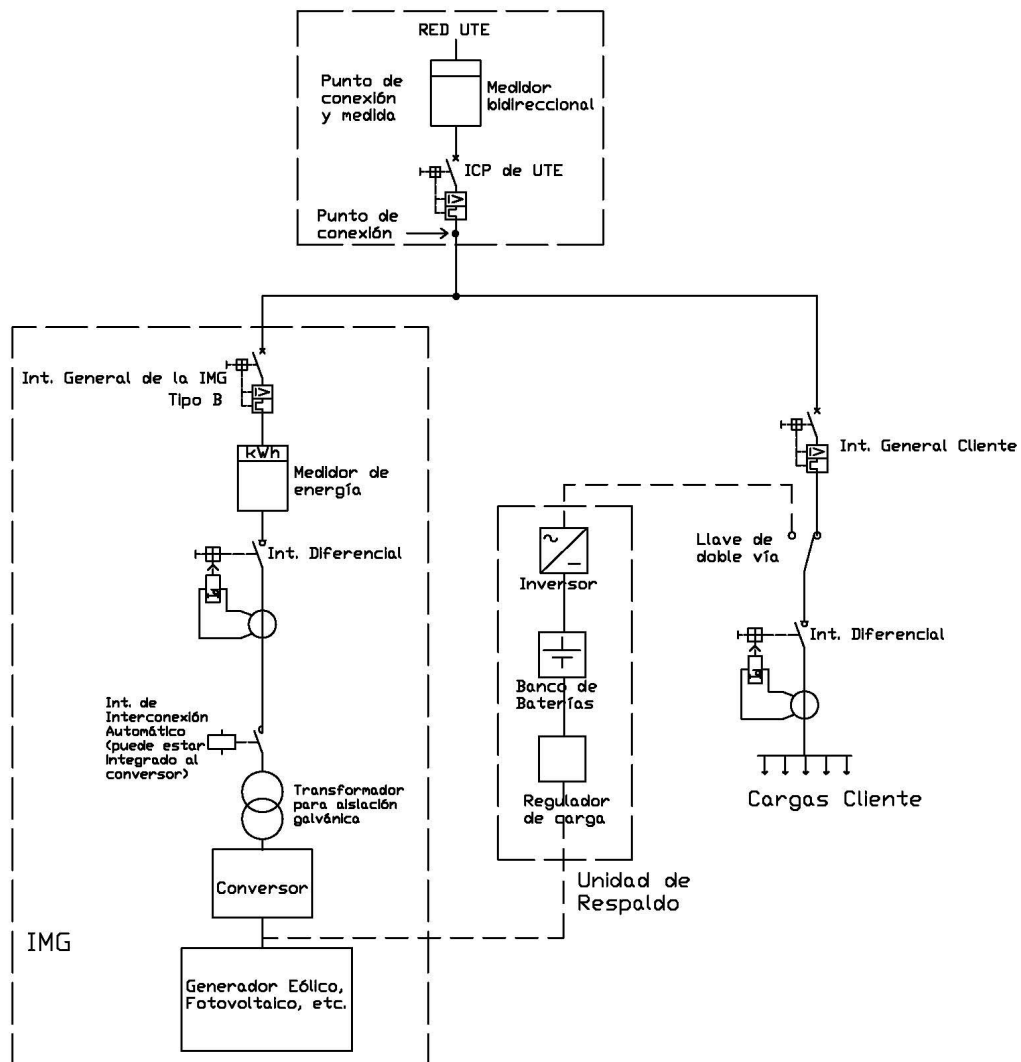 RED UTE
Punto de
conexión
y medida
Medidor
bidireccional
ICP de UTE
Punto de
conexión
Int. General de la IMG
Tipo B
kWh
Medidor de
energía
Int. Diferencial
Int. de
Interconexión
Automático
(puede estar
integrado al
conversor)
Transformador
para aislación
galvánica
Conversor
Generador Eólico,
Fotovoltaico, etc.
IMG
Inversor
Banco de
Baterías
Regulador
de carga
Unidad de
Respaldo
Int. General Cliente
Llave de
doble vía
Int. Diferencial
Cargas Cliente